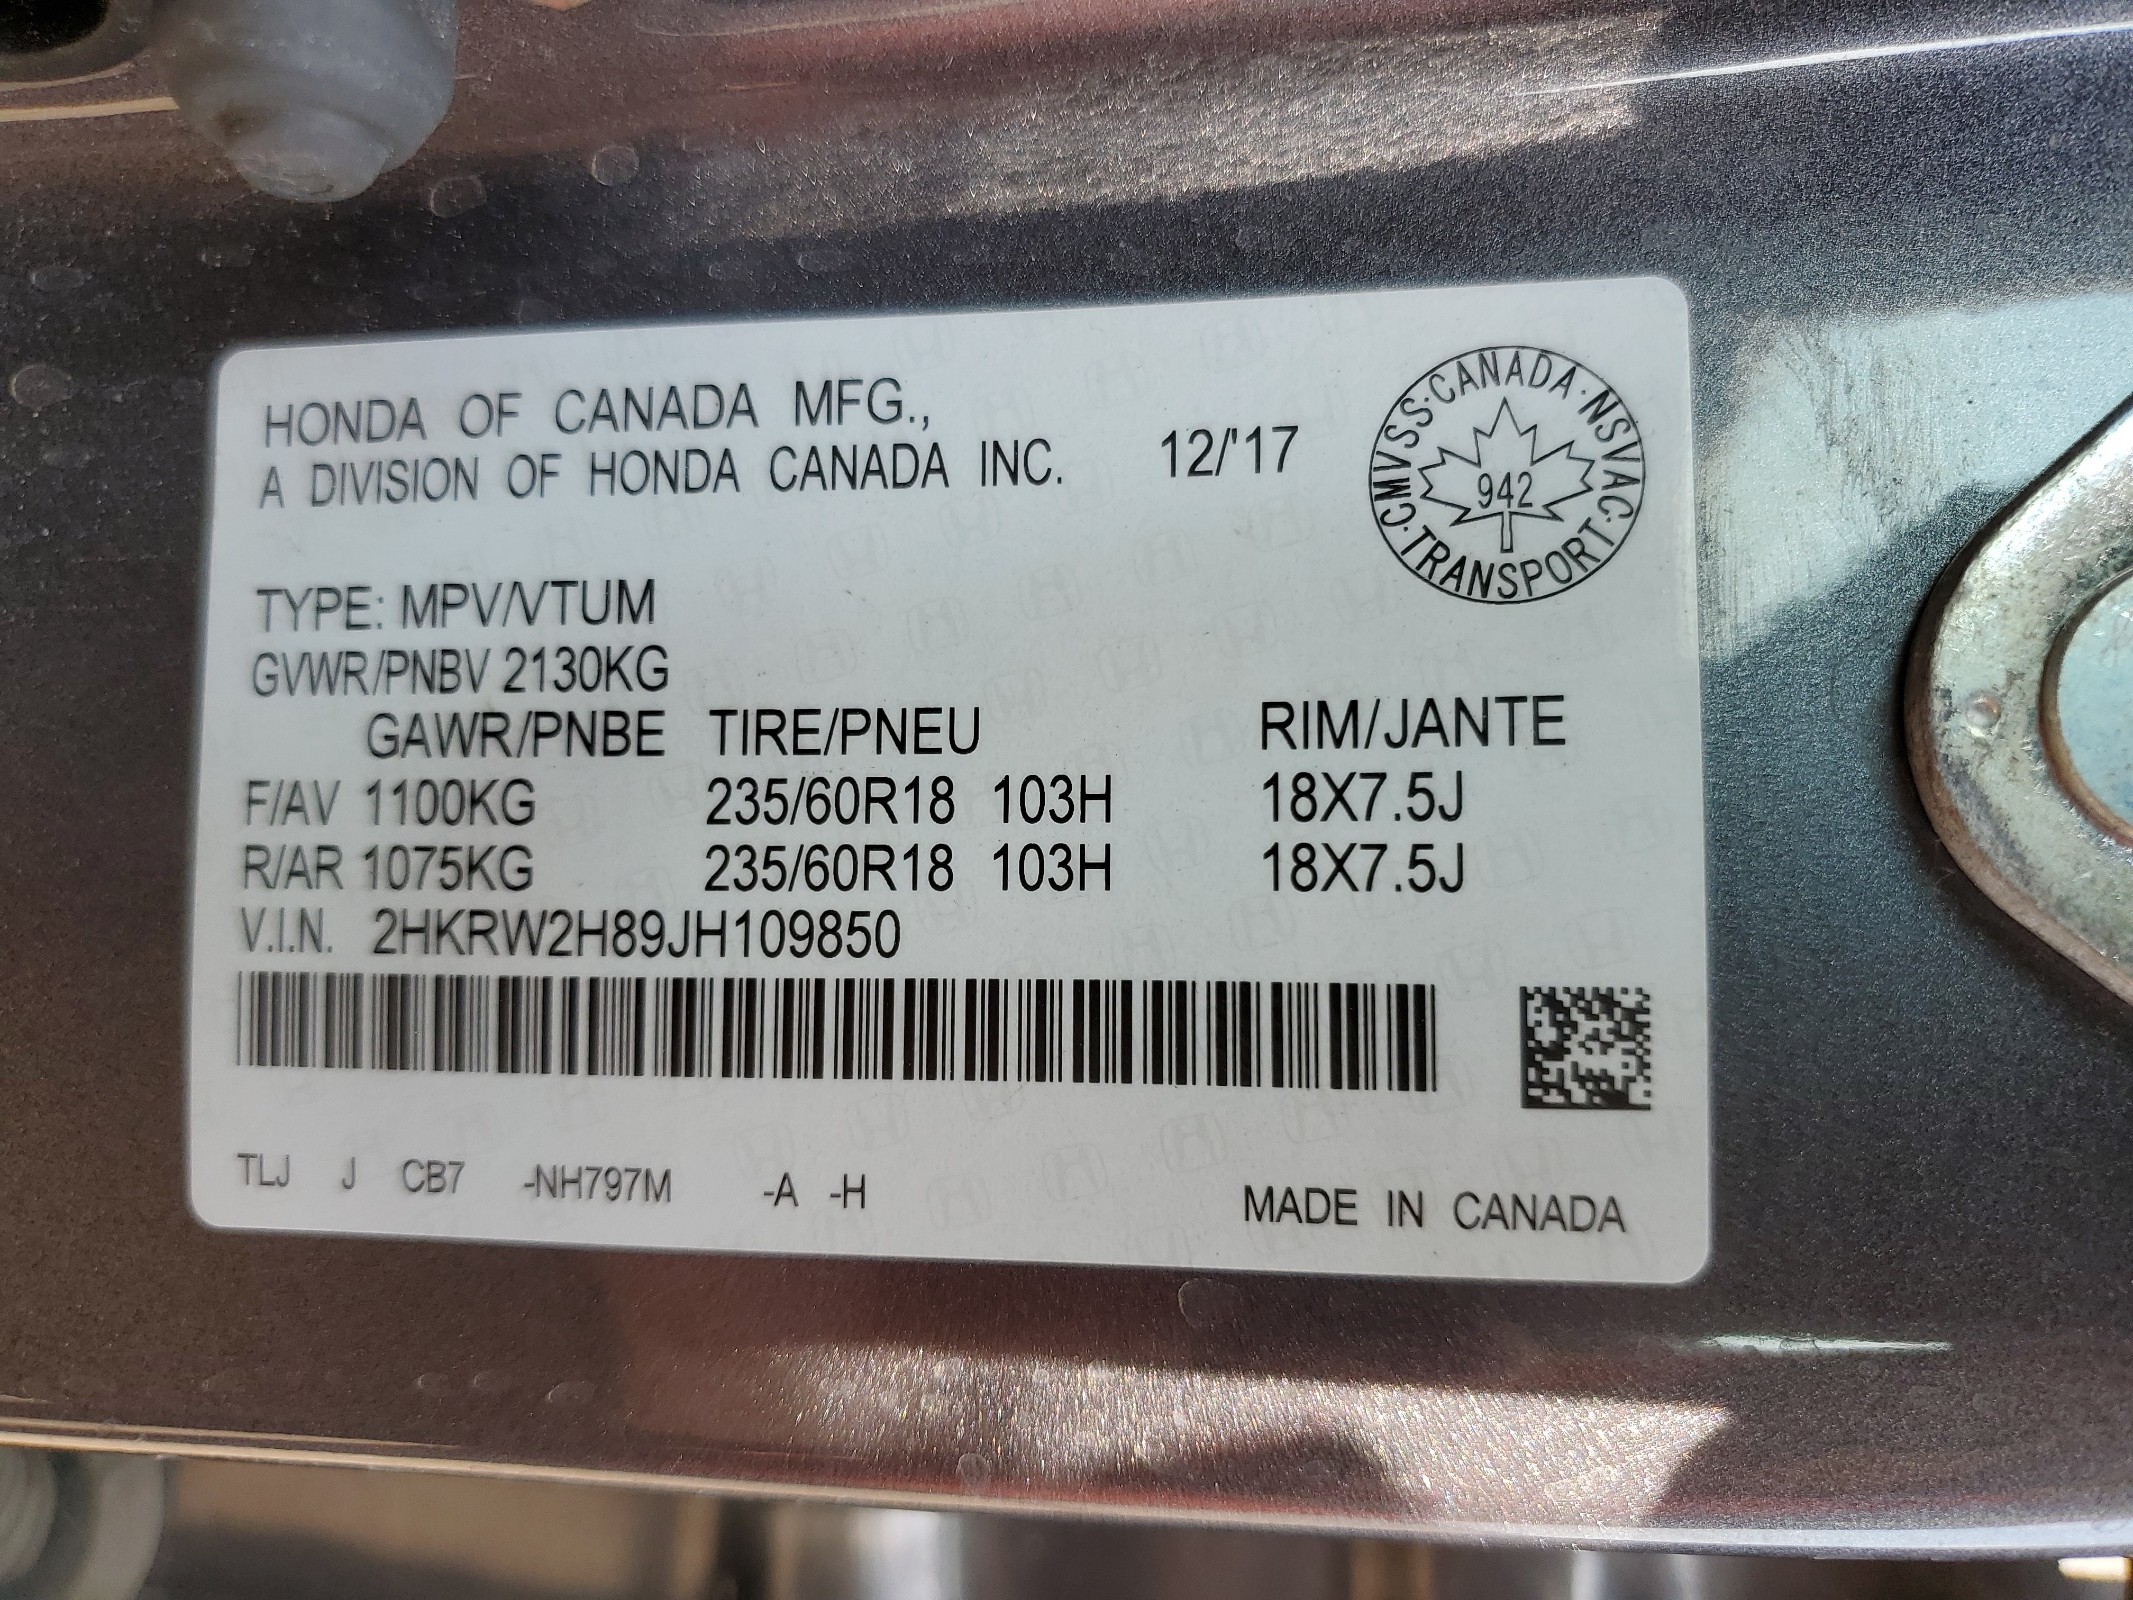 HONDA OF CANADA MFG.,
A DIVISION OF HONDA CANADA INC.
12/'17
CMVSS·CANADA·NSVAC·TRANSPORT·
942
TYPE: MPV/VTUM
GVWR/PNBV 2130KG
GAWR/PNBE TIRE/PNEU RIM/JANTE
F/AV 1100KG 235/60R18 103H 18X7.5J
R/AR 1075KG 235/60R18 103H 18X7.5J
V.I.N. 2HKRW2H89JH109850
TLJ J CB7 -NH797M -A -H MADE IN CANADA